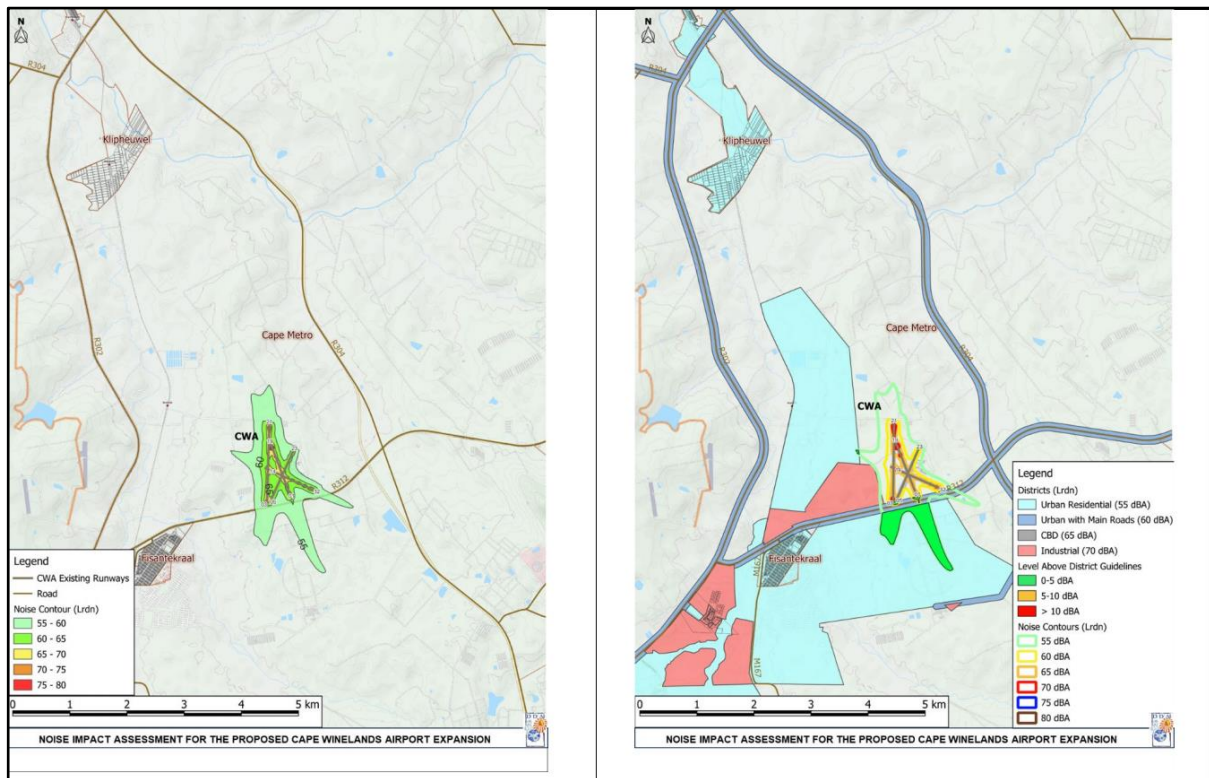 N
R304
Klipheuwel
Cape Metro
R302
R304
CWA
60
65
R312
55
Fisantekraal
Legend
CWA Existing Runways
Road
Noise Contour (Lrdn)
55 - 60
60 - 65
65 - 70
70 - 75
75 - 80
0 1 2 3 4 5 km
NOISE IMPACT ASSESSMENT FOR THE PROPOSED CAPE WINELANDS AIRPORT EXPANSION
N
R304
Klipheuwel
Cape Metro
R302
R304
CWA
R312
Fisantekraal
M167
Legend
Districts (Lrdn)
Urban Residential (55 dBA)
Urban with Main Roads (60 dBA)
CBD (65 dBA)
Industrial (70 dBA)
Level Above District Guidelines
0-5 dBA
5-10 dBA
> 10 dBA
Noise Contours (Lrdn)
55 dBA
60 dBA
65 dBA
70 dBA
75 dBA
80 dBA
0 1 2 3 4 5 km
NOISE IMPACT ASSESSMENT FOR THE PROPOSED CAPE WINELANDS AIRPORT EXPANSION